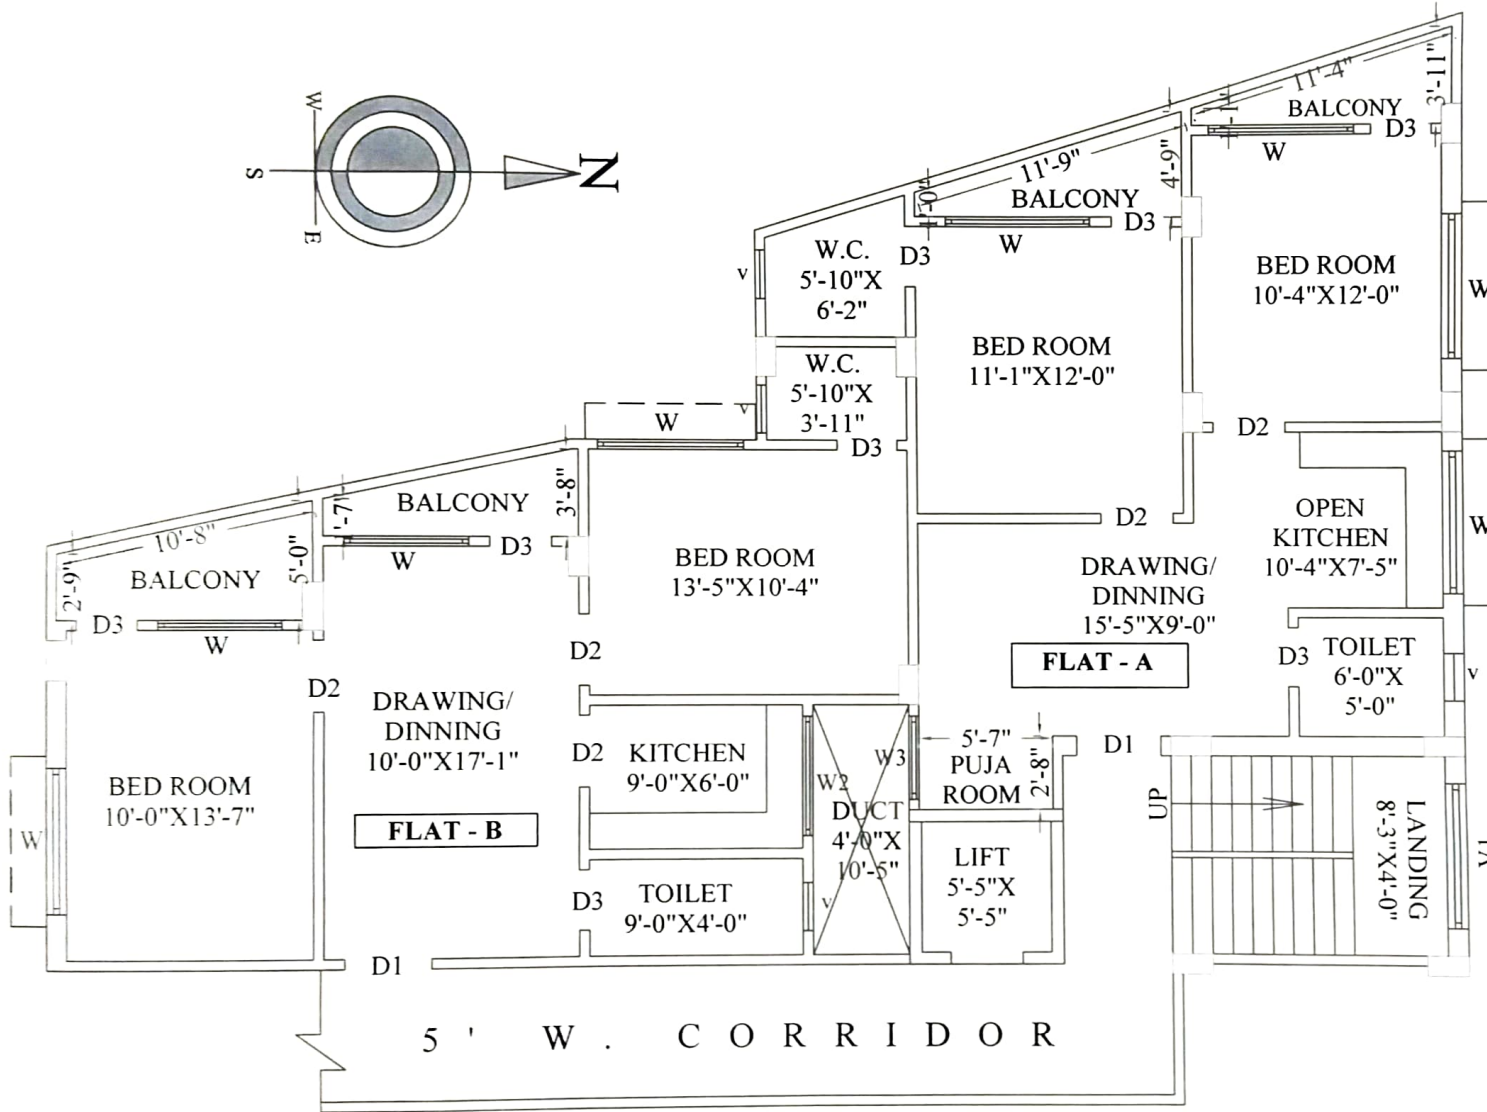 W
S
N
E
11'-4"
3'-11"
BALCONY
D3
W
11'-9"
4'-9"
BALCONY
D3
W
W.C.
5'-10"X
6'-2"
D3
v
BED ROOM
10'-4"X12'-0"
W
BED ROOM
11'-1"X12'-0"
W.C.
5'-10"X
3'-11"
v
D3
W
D2
BALCONY
3'-8"
D3
W
10'-8"
5'-0"
2'-9"
BALCONY
D3
W
BED ROOM
13'-5"X10'-4"
D2
OPEN
KITCHEN
10'-4"X7'-5"
W
DRAWING/
DINNING
15'-5"X9'-0"
FLAT - A
D3
TOILET
6'-0"X
5'-0"
v
D2
D2
DRAWING/
DINNING
10'-0"X17'-1"
FLAT - B
BED ROOM
10'-0"X13'-7"
W
D2
KITCHEN
9'-0"X6'-0"
W2
W3
DUCT
4'-0"X
10'-5"
v
5'-7"
PUJA
ROOM
2'-8"
D1
UP
LANDING
8'-3"X4'-0"
V1
LIFT
5'-5"X
5'-5"
D3
TOILET
9'-0"X4'-0"
D1
5 ' W . CORRIDOR